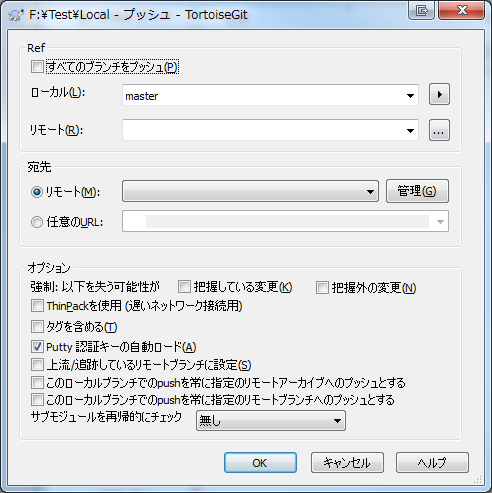 F:¥Test¥Local - プッシュ - TortoiseGit
Ref
すべてのブランチをプッシュ(P)
ローカル(L):
master
リモート(R):
...
宛先
リモート(M):
管理(G)
任意のURL:
オプション
強制: 以下を失う可能性が 把握している変更(K) 把握外の変更(N)
ThinPackを使用 (遅いネットワーク接続用)
タグを含める(T)
Putty 認証キーの自動ロード(A)
上流/追跡しているリモートブランチに設定(S)
このローカルブランチでのpushを常に指定のリモートアーカイブへのプッシュとする
このローカルブランチでのpushを常に指定のリモートブランチへのプッシュとする
サブモジュールを再帰的にチェック 無し
OK キャンセル ヘルプ